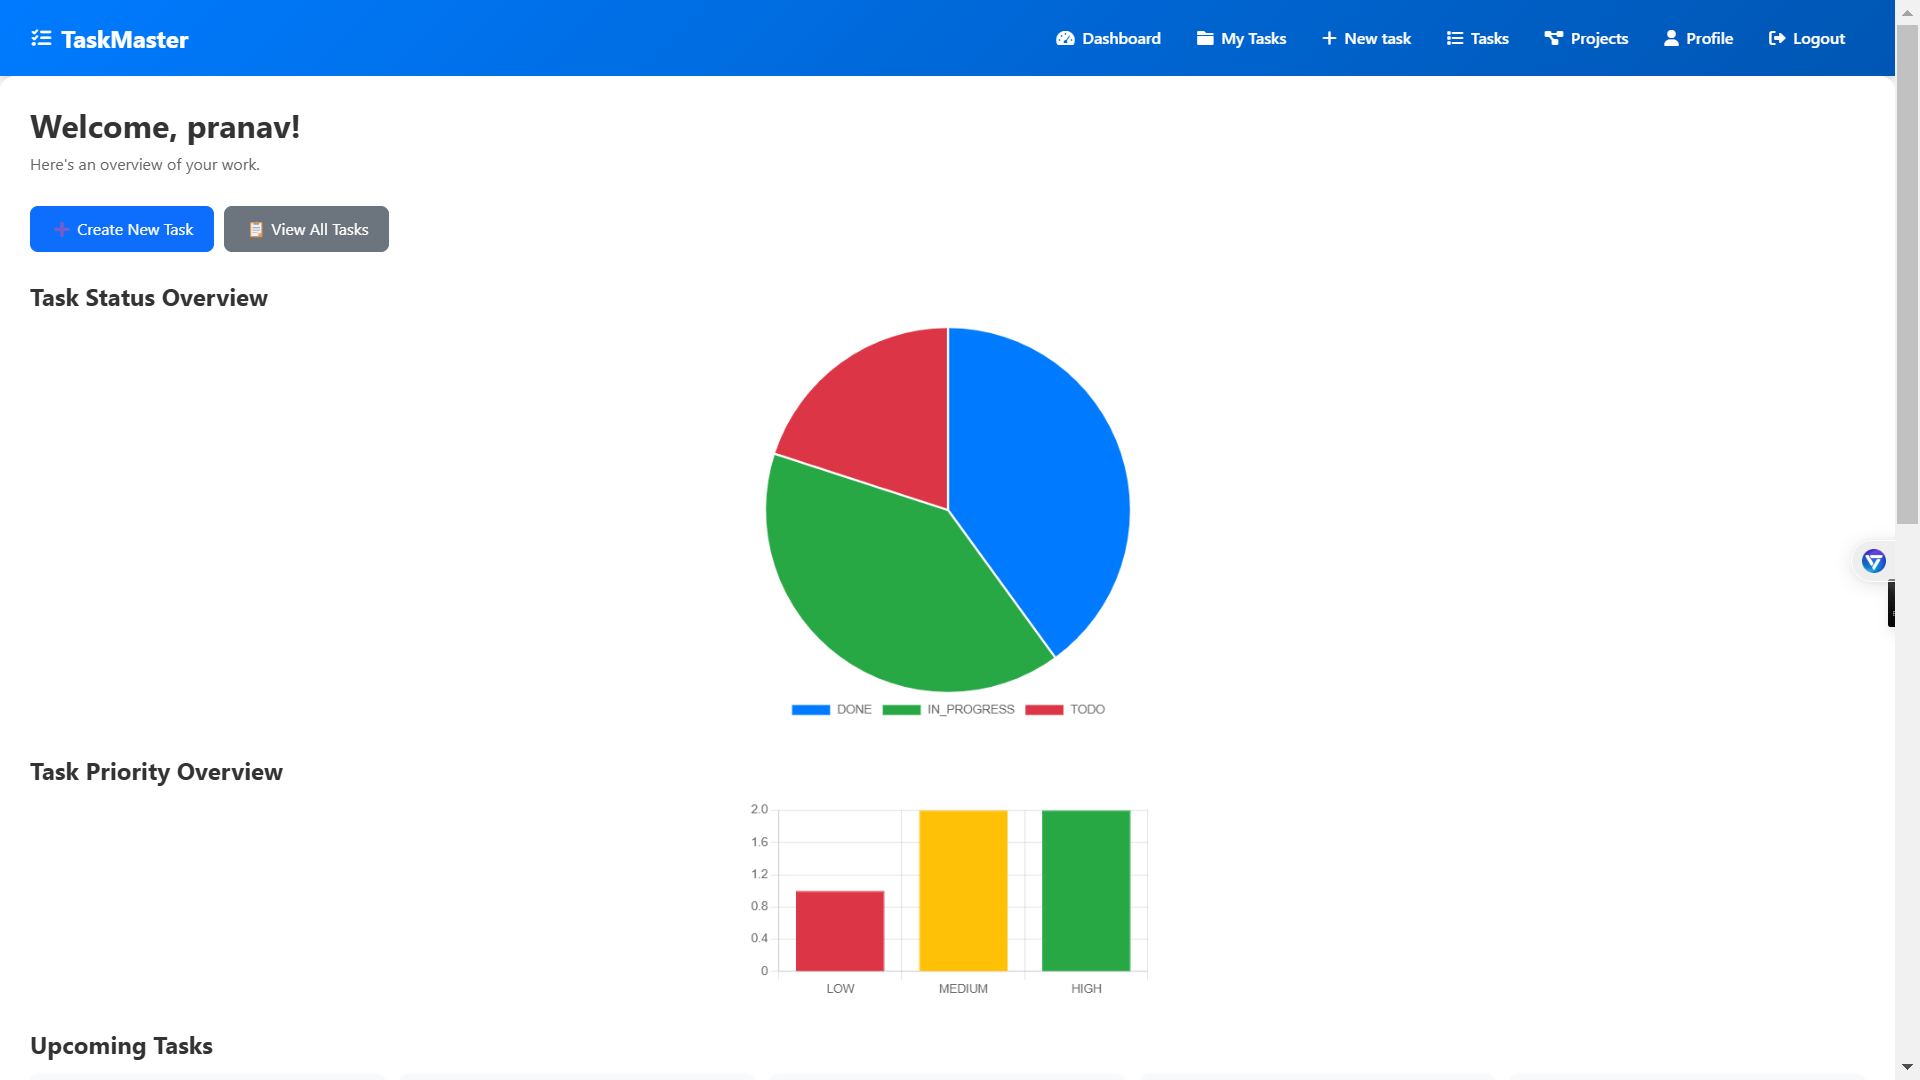 TaskMaster
Dashboard
My Tasks
New task
Tasks
Projects
Profile
Logout
Welcome, pranav!
Here's an overview of your work.
Create New Task
View All Tasks
Task Status Overview
DONE
IN_PROGRESS
TODO
Task Priority Overview
2.0
1.6
1.2
0.8
0.4
0
LOW
MEDIUM
HIGH
Upcoming Tasks